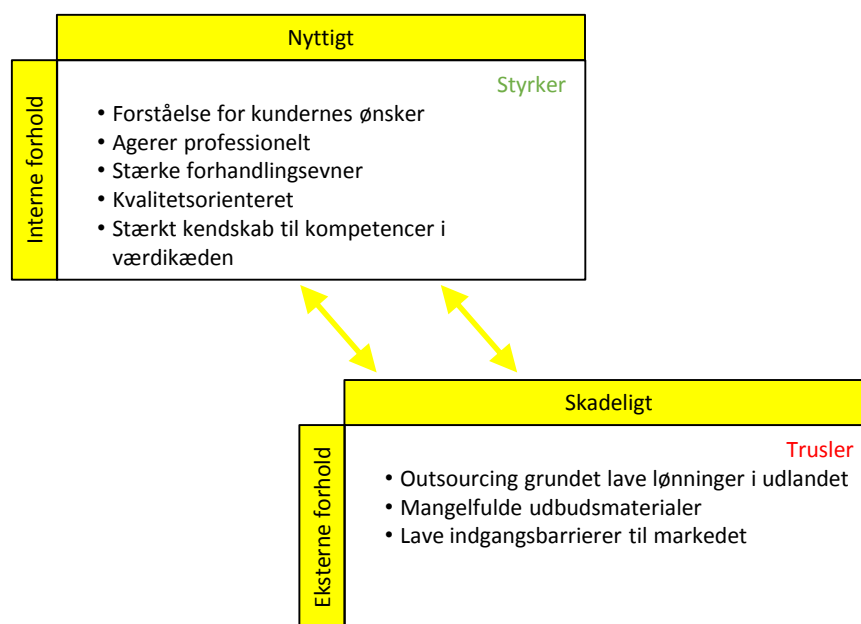 Nyttigt
Interne forhold
Styrker
• Forståelse for kundernes ønsker
• Agerer professionelt
• Stærke forhandlingsevner
• Kvalitetsorienteret
• Stærkt kendskab til kompetencer i
værdikæden
Skadeligt
Eksterne forhold
Trusler
• Outsourcing grundet lave lønninger i udlandet
• Mangelfulde udbudsmaterialer
• Lave indgangsbarrierer til markedet